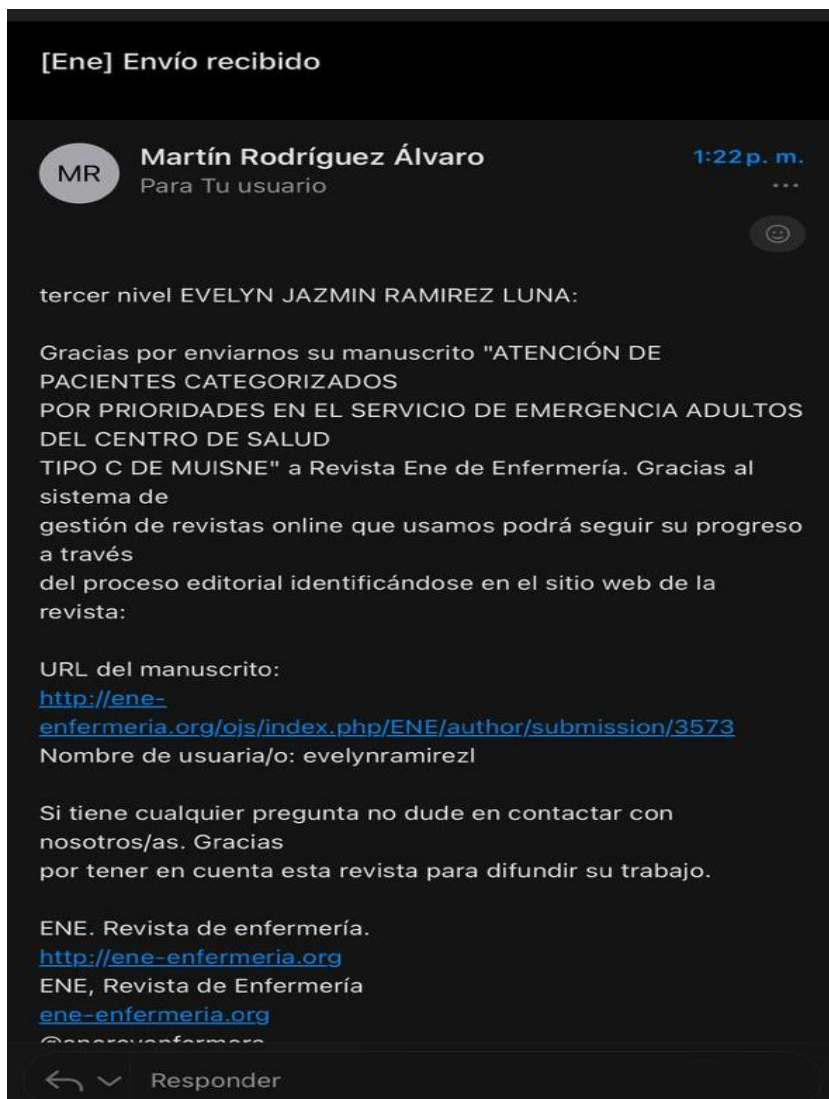 [Ene] Envío recibido
MR
Martín Rodríguez Álvaro
1:22 p. m.
Para Tu usuario
tercer nivel EVELYN JAZMIN RAMIREZ LUNA:
Gracias por enviarnos su manuscrito "ATENCIÓN DE
PACIENTES CATEGORIZADOS
POR PRIORIDADES EN EL SERVICIO DE EMERGENCIA ADULTOS
DEL CENTRO DE SALUD
TIPO C DE MUISNE" a Revista Ene de Enfermería. Gracias al
sistema de
gestión de revistas online que usamos podrá seguir su progreso
a través
del proceso editorial identificándose en el sitio web de la
revista:
URL del manuscrito:
http://ene-
enfermeria.org/ojs/index.php/ENE/author/submission/3573
Nombre de usuaria/o: evelynramirezl
Si tiene cualquier pregunta no dude en contactar con
nosotros/as. Gracias
por tener en cuenta esta revista para difundir su trabajo.
ENE. Revista de enfermería.
http://ene-enfermeria.org
ENE, Revista de Enfermería
ene-enfermeria.org
Responder